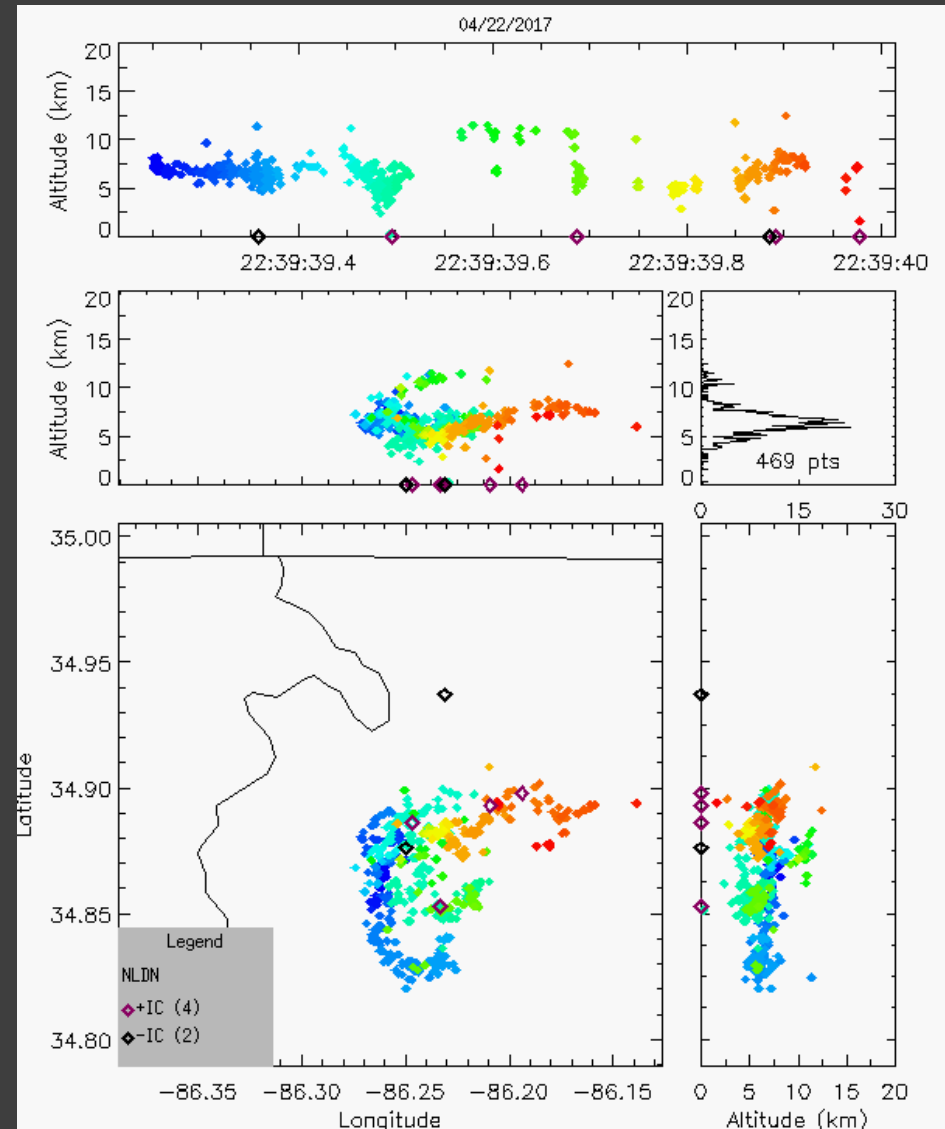 04/22/2017
20
15
10
5
0
Altitude (km)
22:39:39.4 22:39:39.6 22:39:39.8 22:39:40
20
15
10
5
0
Altitude (km)
20
15
10
5
0
469 pts
0 15 30
35.00
34.95
34.90
34.85
34.80
Latitude
Legend
NLDN
+IC (4)
-IC (2)
-86.35 -86.30 -86.25 -86.20 -86.15
Longitude
0 5 10 15 20
Altitude (km)